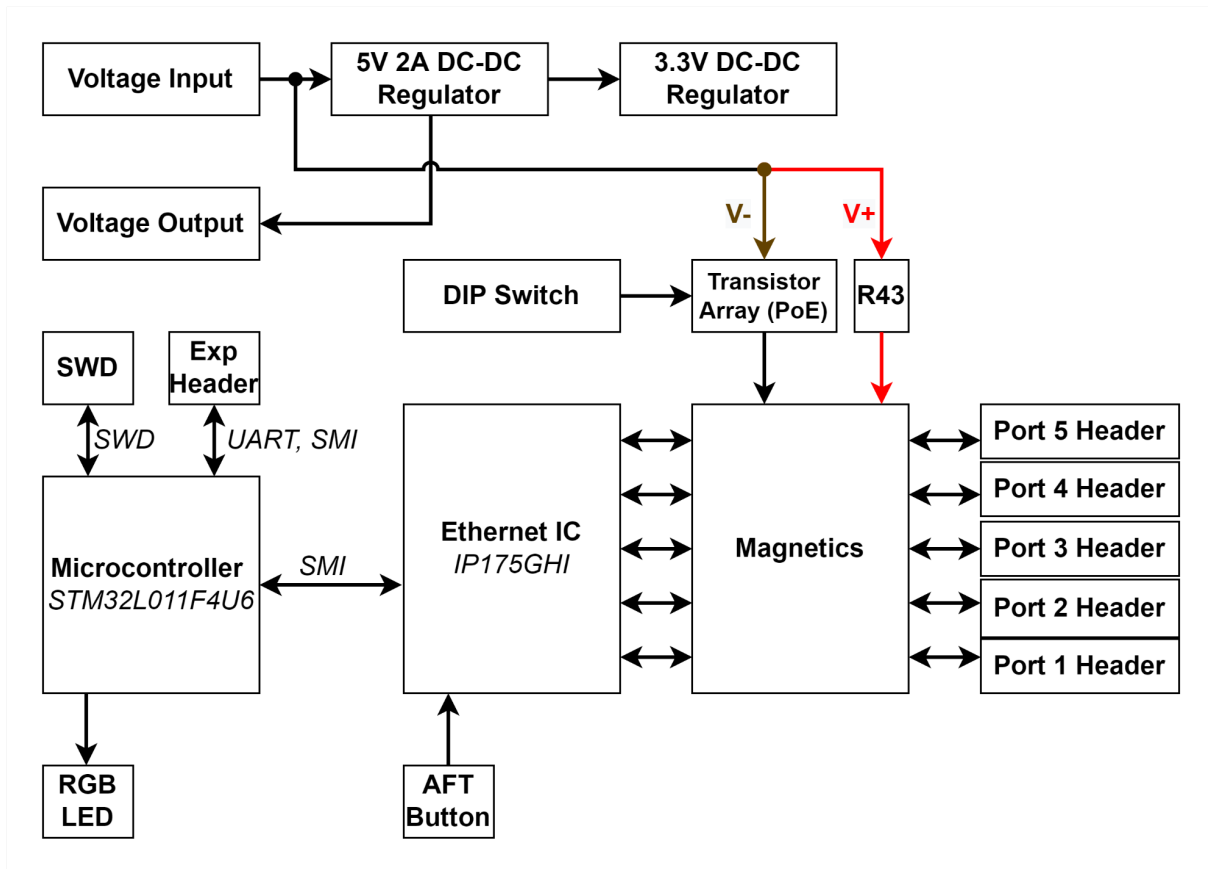 Voltage Input
5V 2A DC-DC
Regulator
3.3V DC-DC
Regulator
Voltage Output
V-
V+
DIP Switch
Transistor
Array (PoE)
R43
SWD
Exp
Header
SWD
UART, SMI
Port 5 Header
Port 4 Header
Port 3 Header
Port 2 Header
Port 1 Header
Ethernet IC
IP175GHI
Magnetics
Microcontroller
STM32L011F4U6
SMI
RGB
LED
AFT
Button